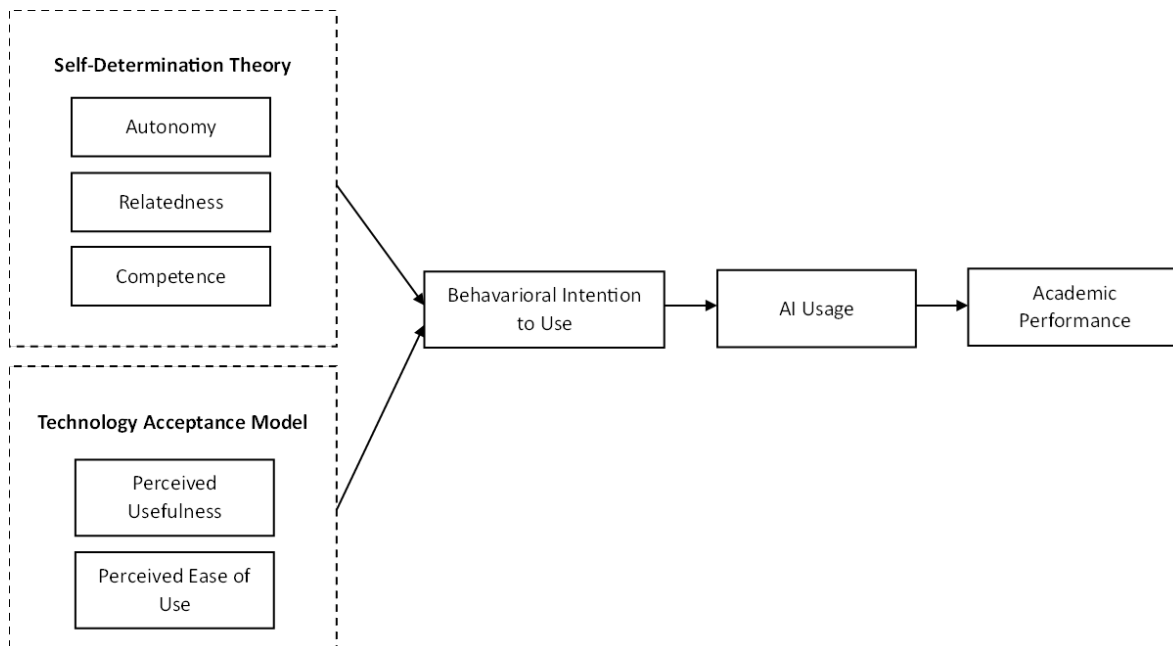 Self-Determination Theory
Autonomy
Relatedness
Competence
Technology Acceptance Model
Perceived
Usefulness
Perceived Ease of
Use
Behavarioral Intention
to Use
AI Usage
Academic
Performance